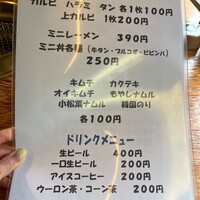 カルビ ハラミ タン 各1枚100円
上カルビ 1枚200円
ミニレーメン 390円
ミニ丼各種(牛タン・プルコギ・ビビンバ)
各250円
キムチ カクテキ
オイキムチ もやしナムル
小松菜ナムル 韓国のり
各100円
ドリンクメニュー
生ビール 400円
一口生ビール 200円
アイスコーヒー 200円
ウーロン茶・コーン茶 200円